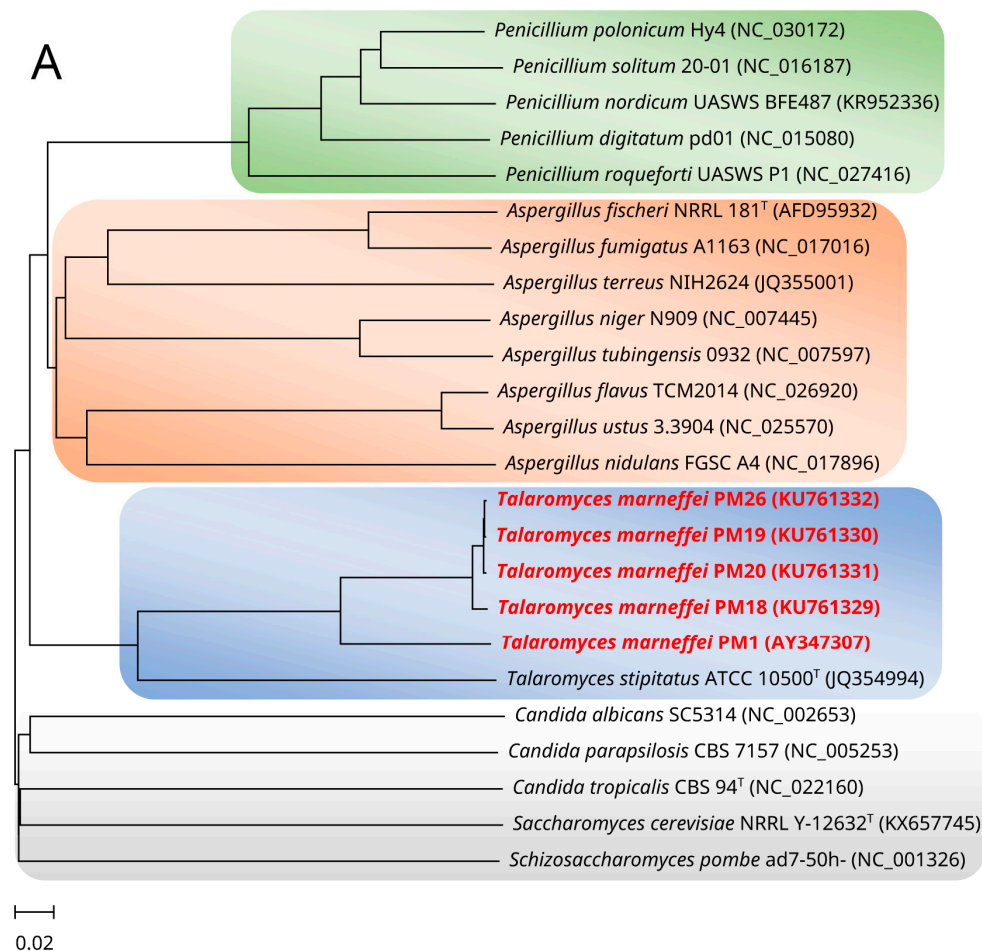 A
Penicillium polonicum Hy4 (NC_030172)
Penicillium solitum 20-01 (NC_016187)
Penicillium nordicum UASWS BFE487 (KR952336)
Penicillium digitatum pd01 (NC_015080)
Penicillium roqueforti UASWS P1 (NC_027416)
Aspergillus fischeri NRRL 181ᵀ (AFD95932)
Aspergillus fumigatus A1163 (NC_017016)
Aspergillus terreus NIH2624 (JQ355001)
Aspergillus niger N909 (NC_007445)
Aspergillus tubingensis 0932 (NC_007597)
Aspergillus flavus TCM2014 (NC_026920)
Aspergillus ustus 3.3904 (NC_025570)
Aspergillus nidulans FGSC A4 (NC_017896)
Talaromyces marneffei PM26 (KU761332)
Talaromyces marneffei PM19 (KU761330)
Talaromyces marneffei PM20 (KU761331)
Talaromyces marneffei PM18 (KU761329)
Talaromyces marneffei PM1 (AY347307)
Talaromyces stipitatus ATCC 10500ᵀ (JQ354994)
Candida albicans SC5314 (NC_002653)
Candida parapsilosis CBS 7157 (NC_005253)
Candida tropicalis CBS 94ᵀ (NC_022160)
Saccharomyces cerevisiae NRRL Y-12632ᵀ (KX657745)
Schizosaccharomyces pombe ad7-50h- (NC_001326)
0.02